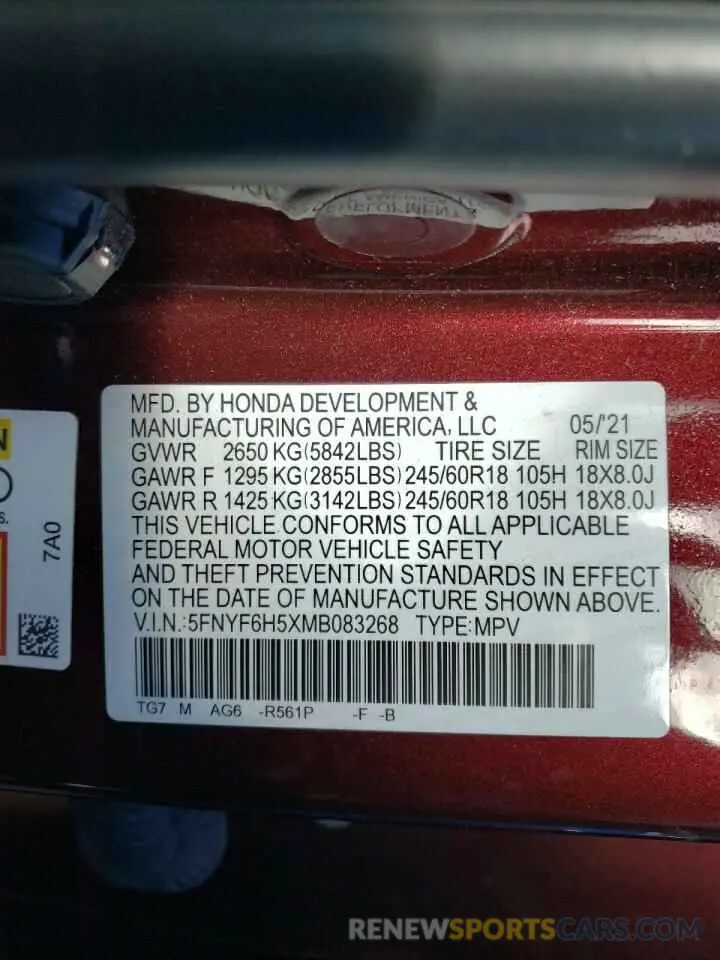 DEVELOPMENT
MFD. BY HONDA DEVELOPMENT &
MANUFACTURING OF AMERICA, LLC 05/'21
GVWR 2650 KG(5842LBS) TIRE SIZE RIM SIZE
GAWR F 1295 KG(2855LBS) 245/60R18 105H 18X8.0J
GAWR R 1425 KG(3142LBS) 245/60R18 105H 18X8.0J
THIS VEHICLE CONFORMS TO ALL APPLICABLE
FEDERAL MOTOR VEHICLE SAFETY
AND THEFT PREVENTION STANDARDS IN EFFECT
ON THE DATE OF MANUFACTURE SHOWN ABOVE.
V.I.N.:5FNYF6H5XMB083268 TYPE:MPV
TG7 M AG6 -R561P -F -B
7A0
RENEWSPORTSCARS.COM